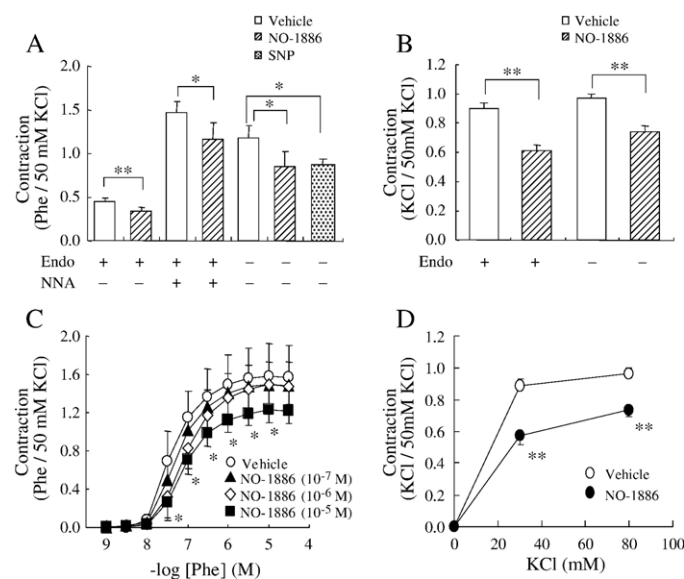 A
Vehicle
NO-1886
SNP
Contraction
(Phe / 50 mM KCl)
2.0
1.5
1.0
0.5
0.0
**
*
*
*
Endo + + + + – – –
NNA – – + + – – –
B
Vehicle
NO-1886
Contraction
(KCl / 50mM KCl)
1.2
1.0
0.8
0.6
0.4
0.2
0.0
**
**
Endo + + – –
C
Contraction
(Phe / 50 mM KCl)
2.0
1.6
1.2
0.8
0.4
0.0
* * * * * * *
Vehicle
NO-1886 (10⁻⁷ M)
NO-1886 (10⁻⁶ M)
NO-1886 (10⁻⁵ M)
9 8 7 6 5 4
-log [Phe] (M)
D
Contraction
(KCl / 50mM KCl)
1.2
1.0
0.8
0.6
0.4
0.2
0.0
**
**
Vehicle
NO-1886
0 20 40 60 80 100
KCl (mM)